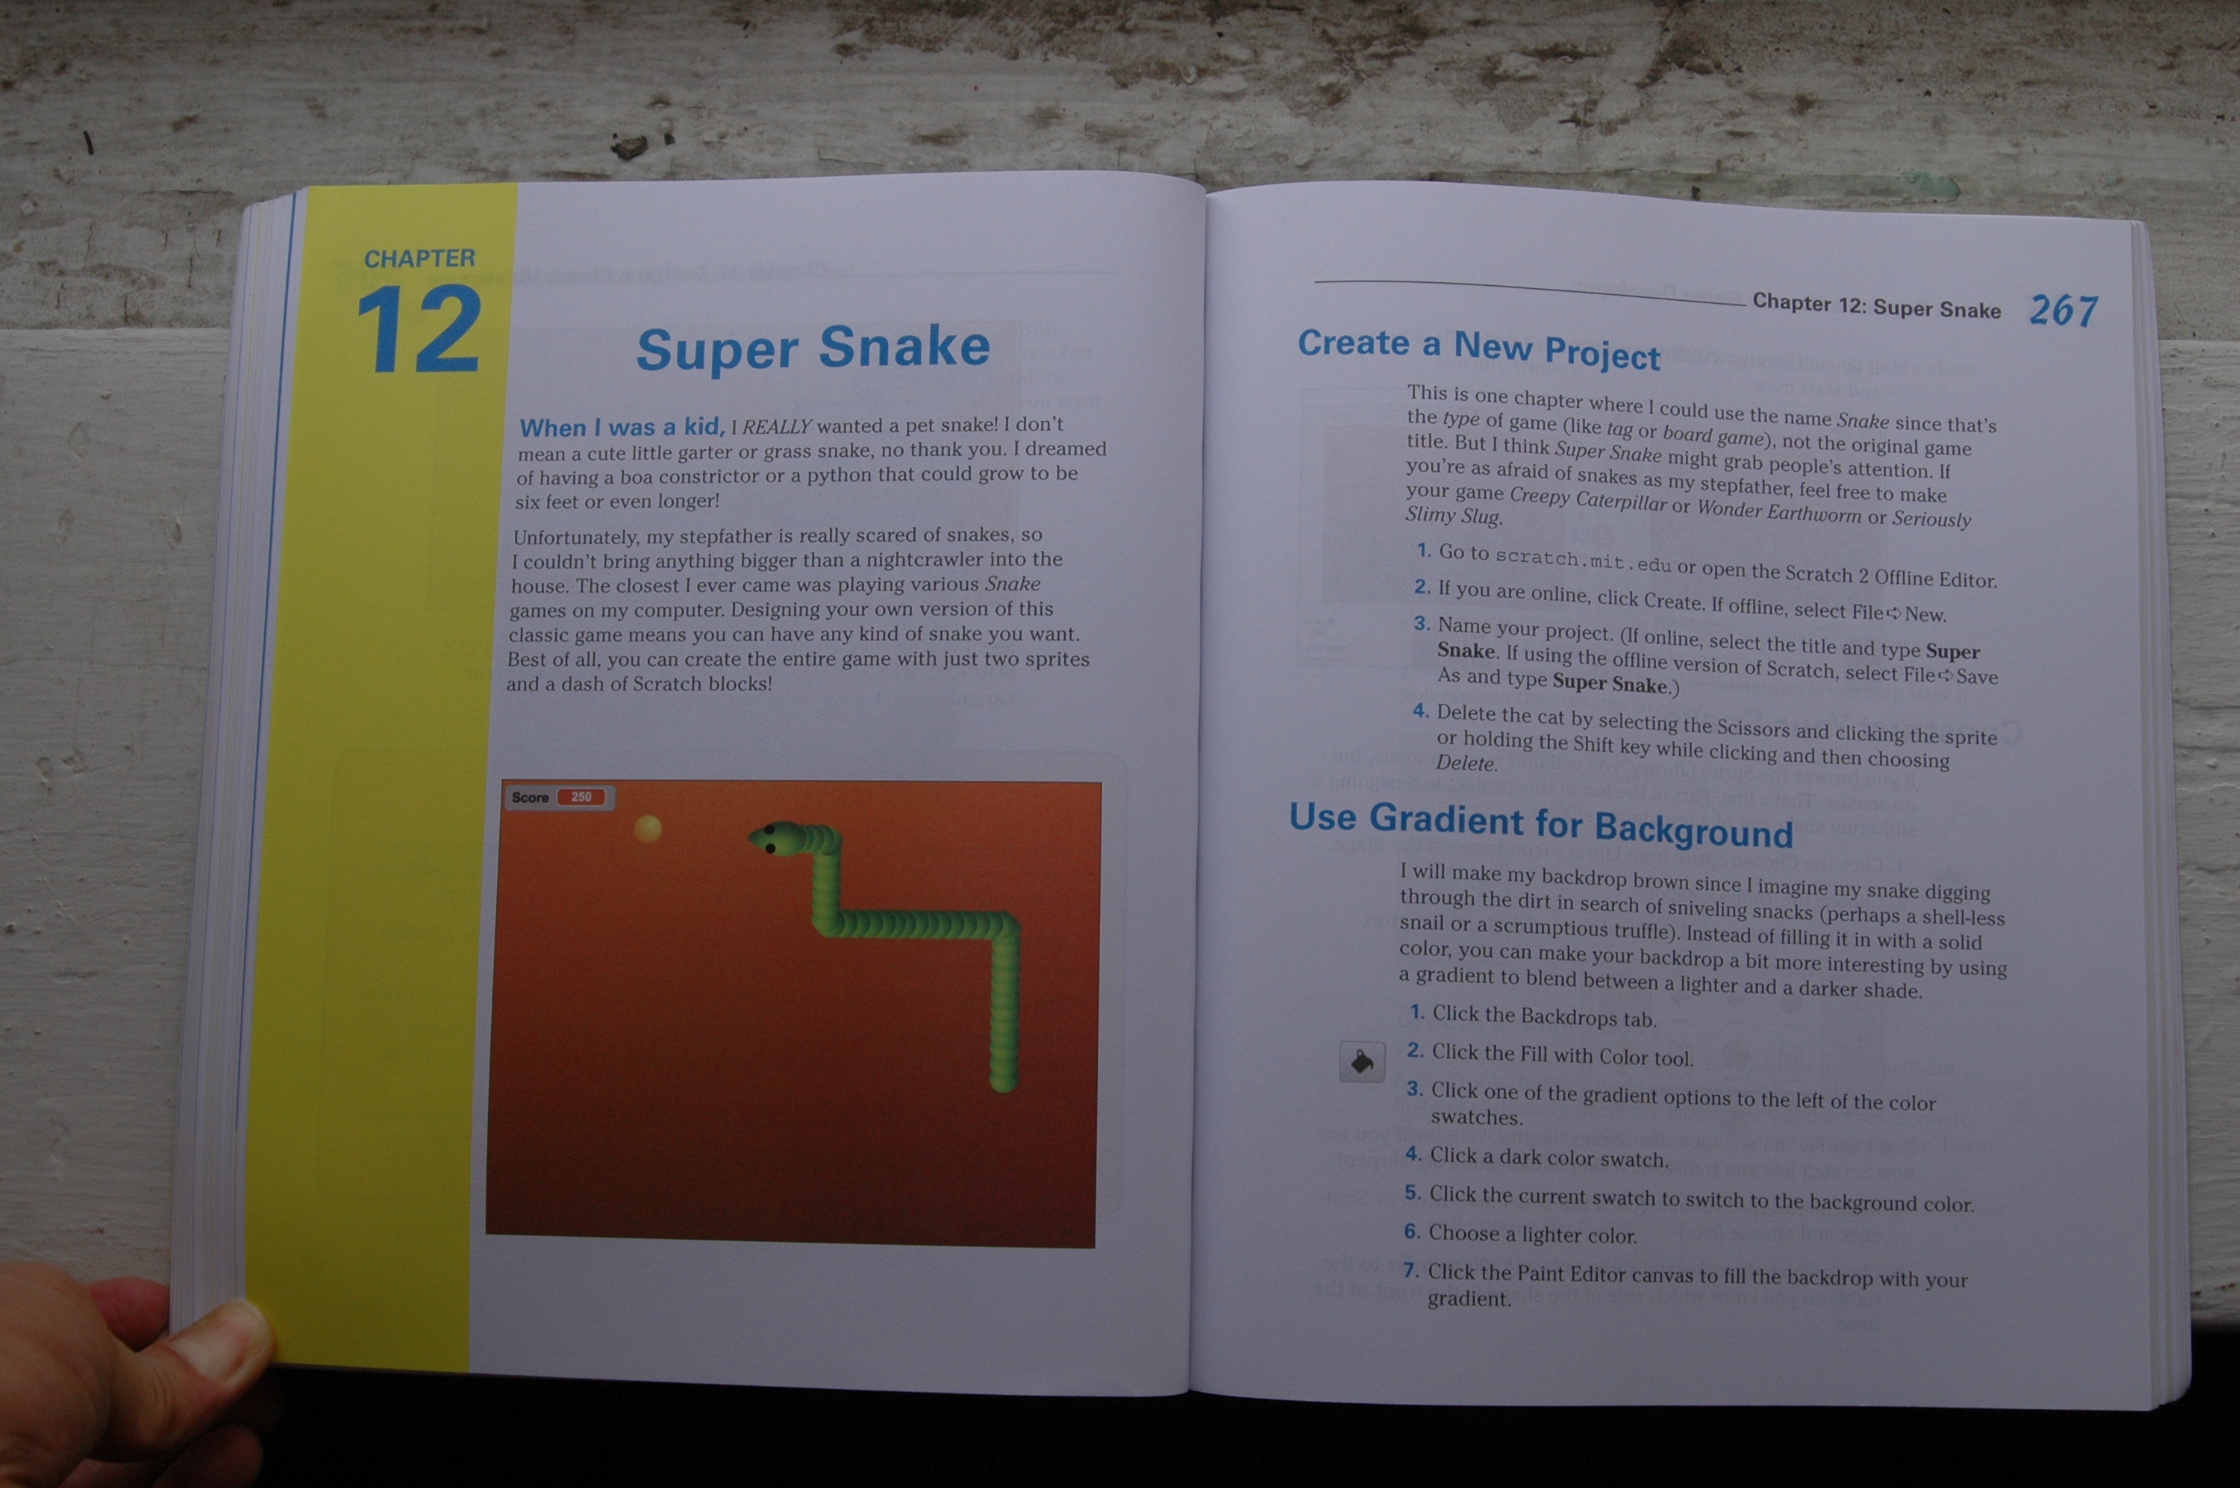 CHAPTER
12
Super Snake
When I was a kid, I REALLY wanted a pet snake! I don't
mean a cute little garter or grass snake, no thank you. I dreamed
of having a boa constrictor or a python that could grow to be
six feet or even longer!
Unfortunately, my stepfather is really scared of snakes, so
I couldn't bring anything bigger than a nightcrawler into the
house. The closest I ever came was playing various Snake
games on my computer. Designing your own version of this
classic game means you can have any kind of snake you want.
Best of all, you can create the entire game with just two sprites
and a dash of Scratch blocks!
Score 250
Chapter 12: Super Snake 267
Create a New Project
This is one chapter where I could use the name Snake since that's
the type of game (like tag or board game), not the original game
title. But I think Super Snake might grab people's attention. If
you're as afraid of snakes as my stepfather, feel free to make
your game Creepy Caterpillar or Wonder Earthworm or Seriously
Slimy Slug.
1. Go to scratch.mit.edu or open the Scratch 2 Offline Editor.
2. If you are online, click Create. If offline, select File➪New.
3. Name your project. (If online, select the title and type Super
Snake. If using the offline version of Scratch, select File➪Save
As and type Super Snake.)
4. Delete the cat by selecting the Scissors and clicking the sprite
or holding the Shift key while clicking and then choosing
Delete.
Use Gradient for Background
I will make my backdrop brown since I imagine my snake digging
through the dirt in search of sniveling snacks (perhaps a shell-less
snail or a scrumptious truffle). Instead of filling it in with a solid
color, you can make your backdrop a bit more interesting by using
a gradient to blend between a lighter and a darker shade.
1. Click the Backdrops tab.
2. Click the Fill with Color tool.
3. Click one of the gradient options to the left of the color
swatches.
4. Click a dark color swatch.
5. Click the current swatch to switch to the background color.
6. Choose a lighter color.
7. Click the Paint Editor canvas to fill the backdrop with your
gradient.